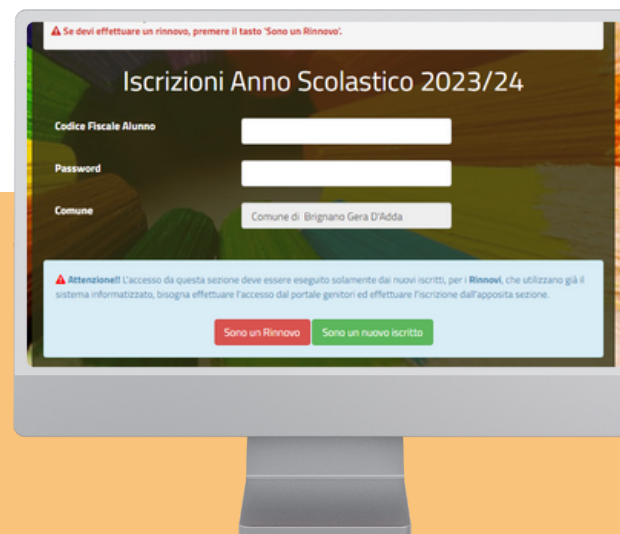 Se devi effettuare un rinnovo, premere il tasto 'Sono un Rinnovo'.
Iscrizioni Anno Scolastico 2023/24
Codice Fiscale Alunno
Password
Comune
Comune di Brignano Gera D'Adda
Attenzione!! L'accesso da questa sezione deve essere eseguito solamente dai nuovi iscritti, per i Rinnovi, che utilizzano già il
sistema informatizzato, bisogna effettuare l'accesso dal portale genitori ed effettuare l'iscrizione dall'apposita sezione.
Sono un Rinnovo
Sono un nuovo iscritto